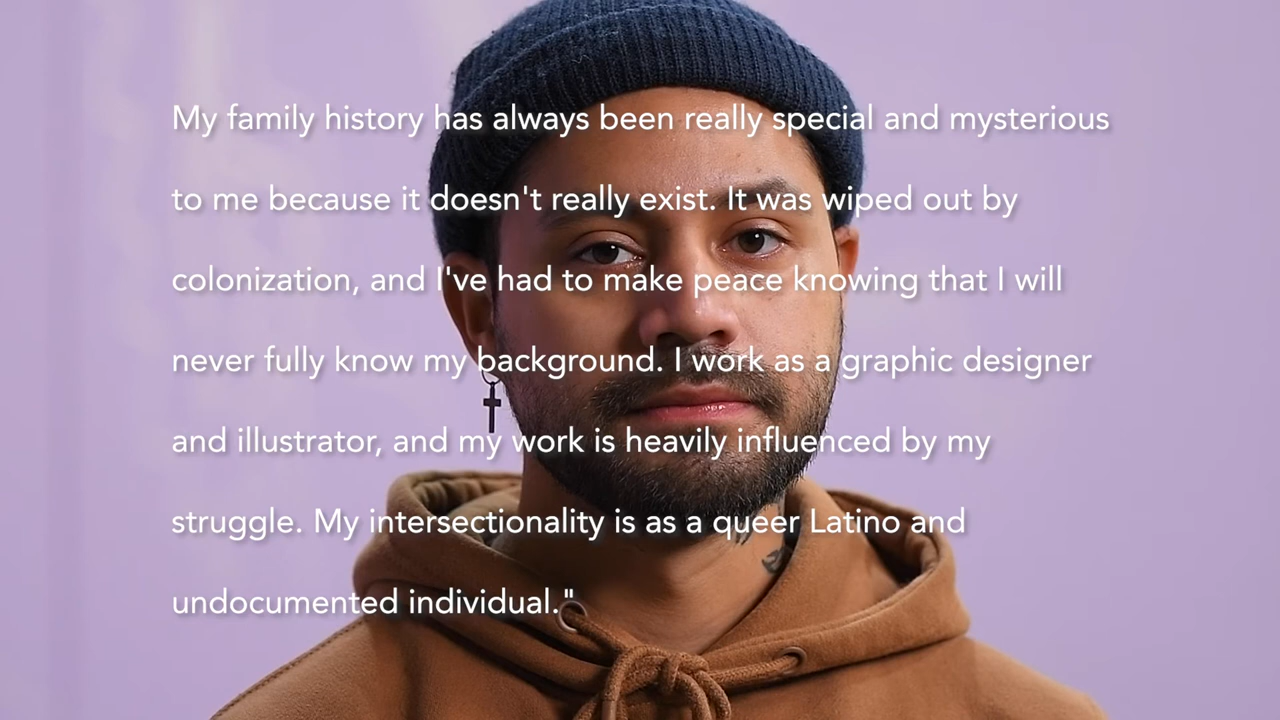 My family history has always been really special and mysterious
to me because it doesn't really exist. It was wiped out by
colonization, and I've had to make peace knowing that I will
never fully know my background. I work as a graphic designer
and illustrator, and my work is heavily influenced by my
struggle. My intersectionality is as a queer Latino and
undocumented individual."